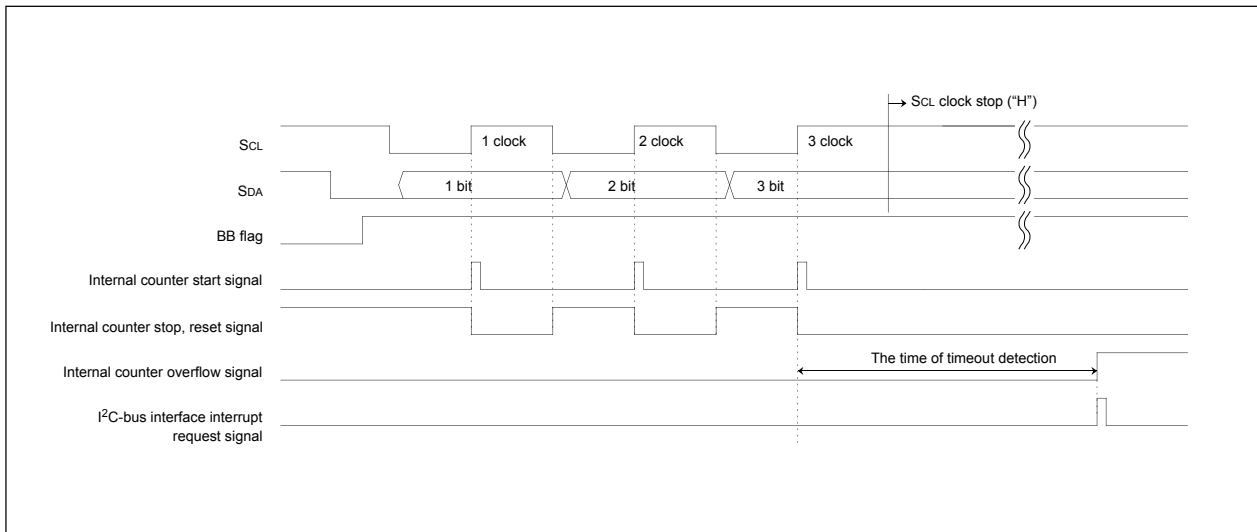 SCL clock stop (“H”)
SCL
1 clock
2 clock
3 clock
SDA
1 bit
2 bit
3 bit
BB flag
Internal counter start signal
Internal counter stop, reset signal
The time of timeout detection
Internal counter overflow signal
I²C-bus interface interrupt
request signal